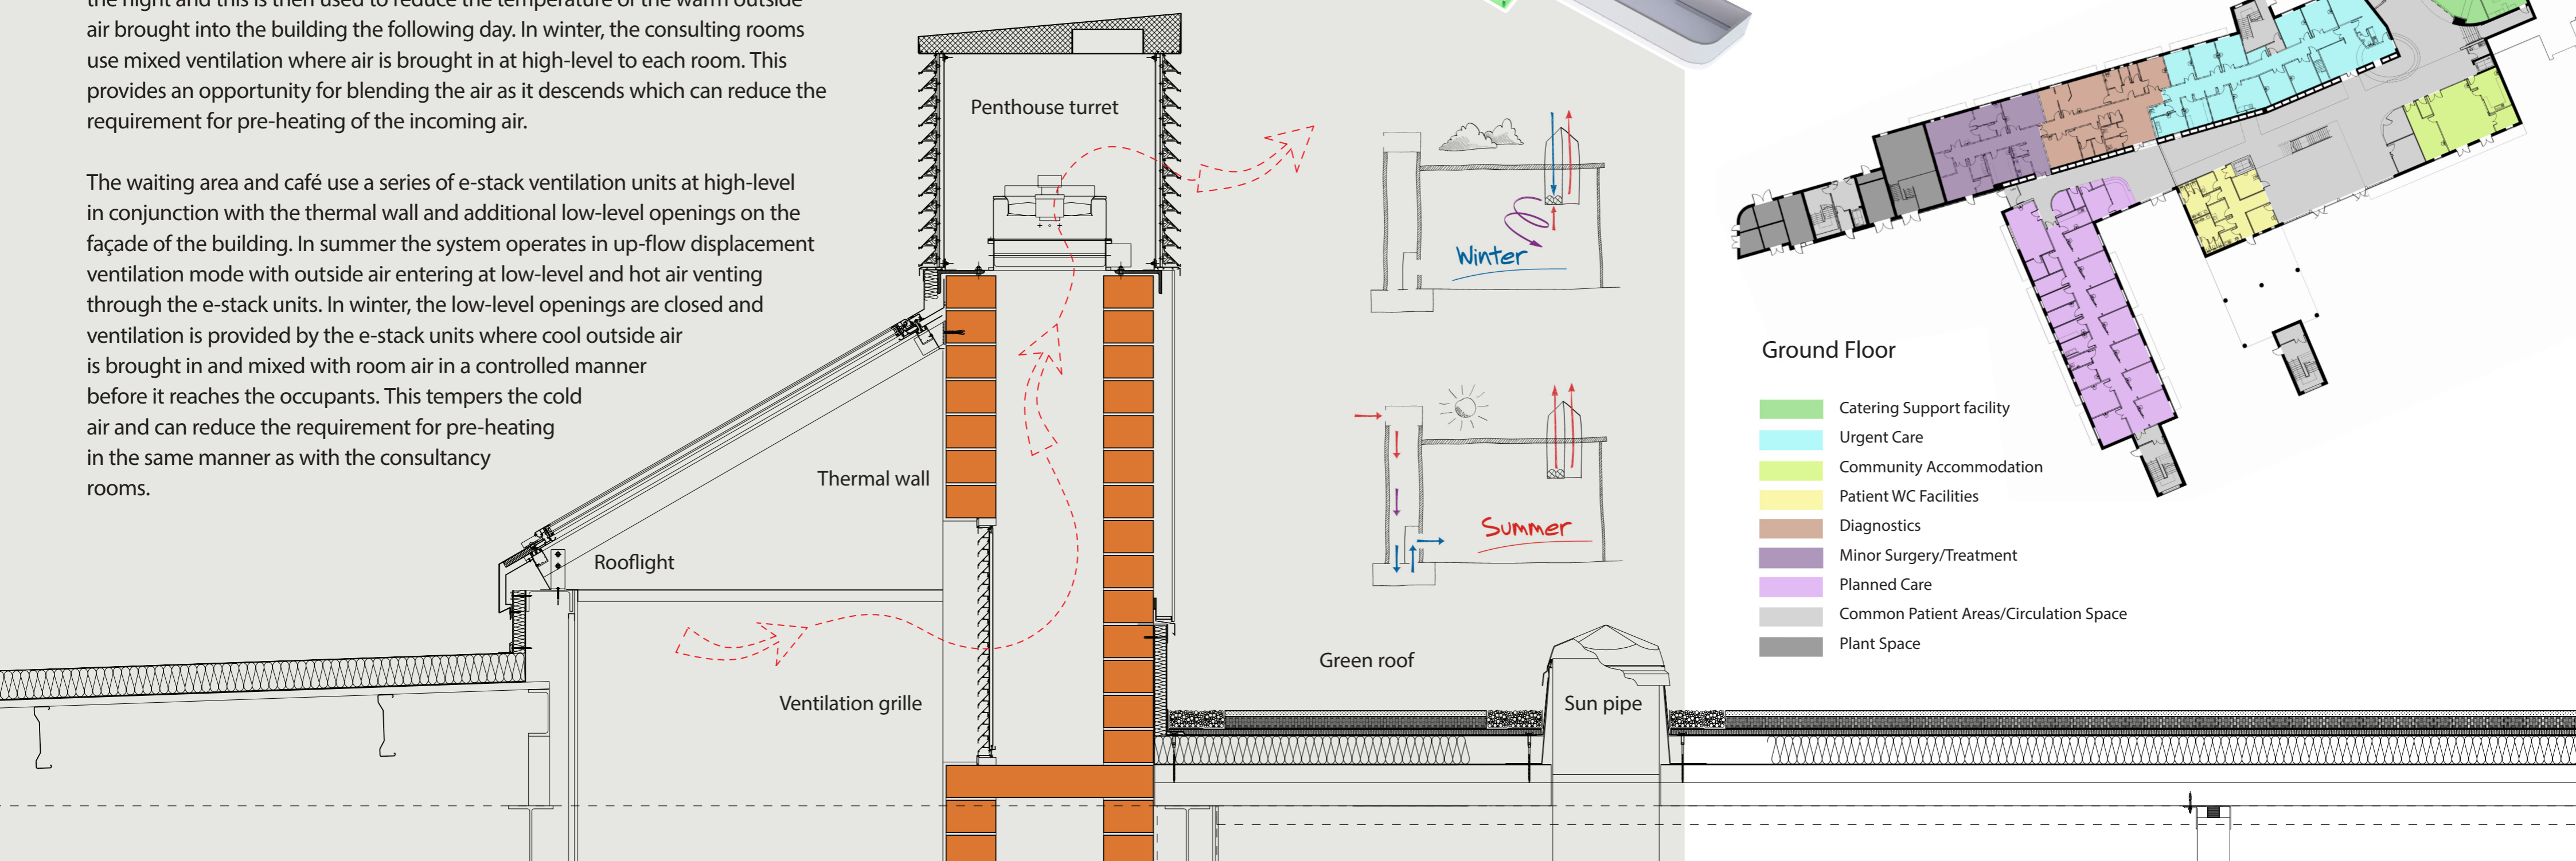 the night and this is then used to reduce the temperature of the warm outside
air brought into the building the following day. In winter, the consulting rooms
use mixed ventilation where air is brought in at high-level to each room. This
provides an opportunity for blending the air as it descends which can reduce the
requirement for pre-heating of the incoming air.
The waiting area and café use a series of e-stack ventilation units at high-level
in conjunction with the thermal wall and additional low-level openings on the
façade of the building. In summer the system operates in up-flow displacement
ventilation mode with outside air entering at low-level and hot air venting
through the e-stack units. In winter, the low-level openings are closed and
ventilation is provided by the e-stack units where cool outside air
is brought in and mixed with room air in a controlled manner
before it reaches the occupants. This tempers the cold
air and can reduce the requirement for pre-heating
in the same manner as with the consultancy
rooms.
Penthouse turret
Thermal wall
Rooflight
Ventilation grille
Winter
Summer
Green roof
Sun pipe
Ground Floor
Catering Support facility
Urgent Care
Community Accommodation
Patient WC Facilities
Diagnostics
Minor Surgery/Treatment
Planned Care
Common Patient Areas/Circulation Space
Plant Space